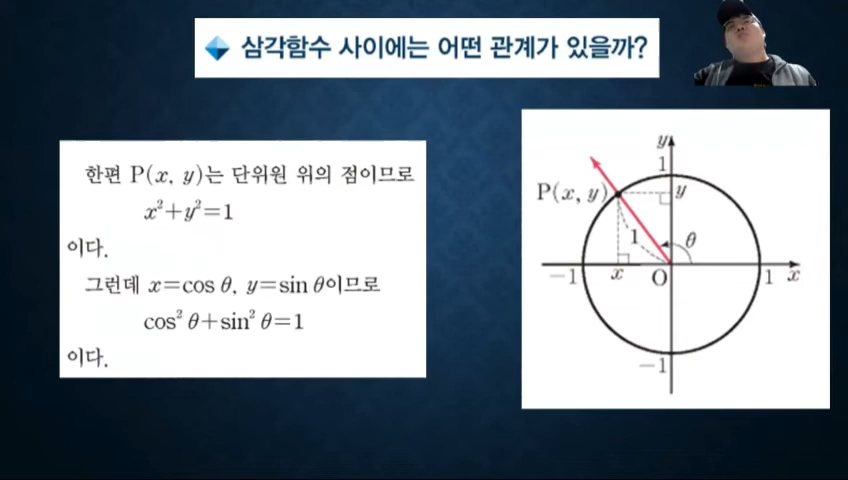 삼각함수 사이에는 어떤 관계가 있을까?
한편 P(x, y)는 단위원 위의 점이므로
x²+y²=1
이다.
그런데 x=cos θ, y=sin θ이므로
cos² θ+sin² θ=1
이다.
y
1
P(x, y)
y
1
θ
-1
x
O
1
x
-1